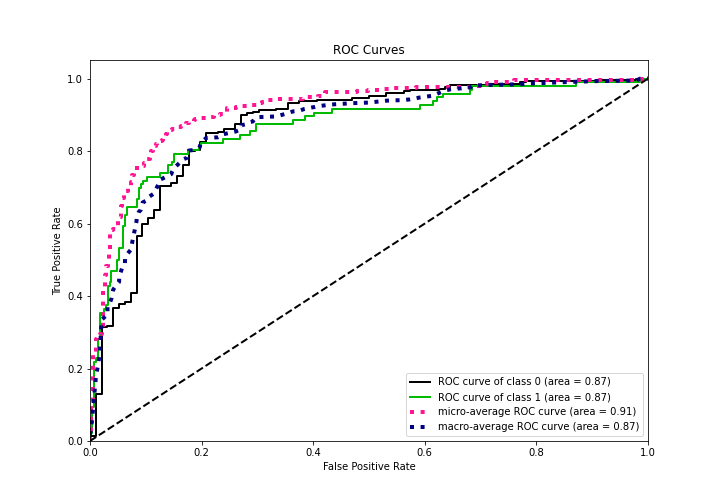 ROC Curves
True Positive Rate
1.0
0.8
0.6
0.4
0.2
0.0
0.0 0.2 0.4 0.6 0.8 1.0
False Positive Rate
ROC curve of class 0 (area = 0.87)
ROC curve of class 1 (area = 0.87)
micro-average ROC curve (area = 0.91)
macro-average ROC curve (area = 0.87)